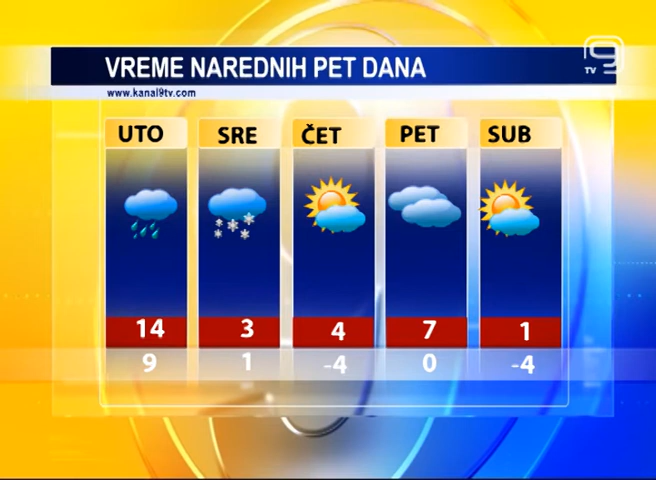 VREME NAREDNIH PET DANA
9
TV
www.kanal9tv.com
UTO SRE ČET PET SUB
14 3 4 7 1
9 1 -4 0 -4